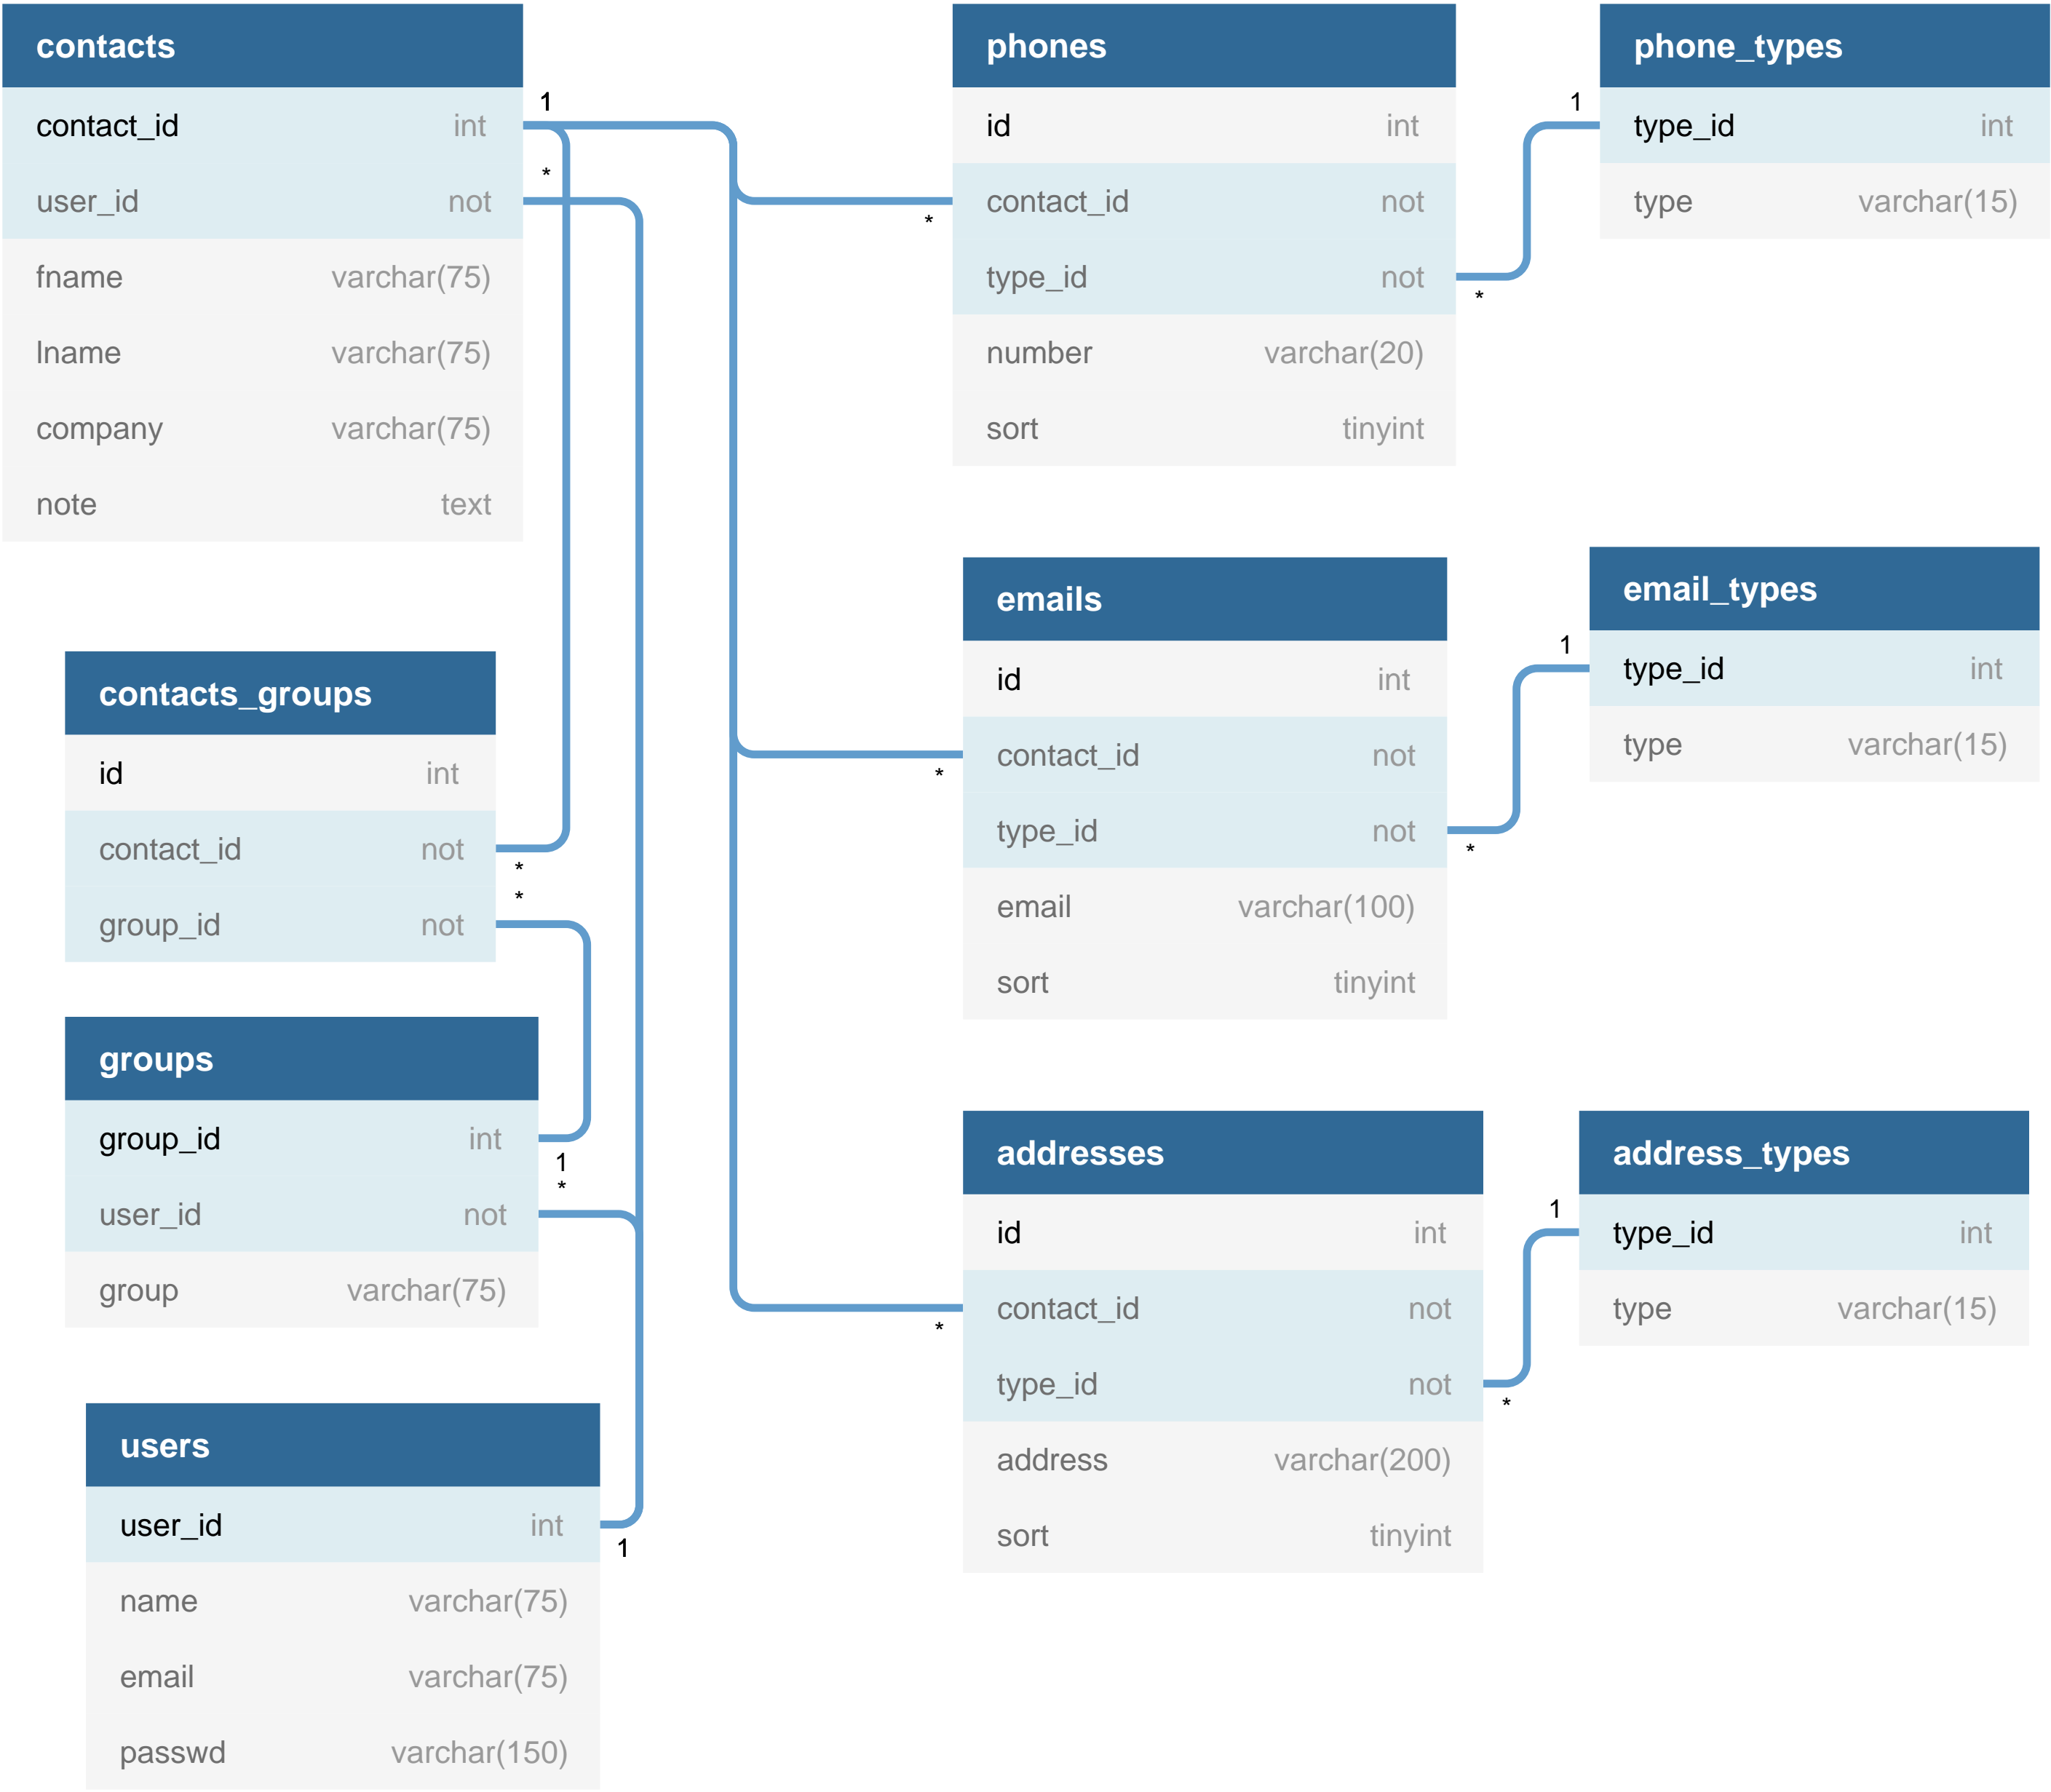 contacts
contact_id int
user_id not
fname varchar(75)
lname varchar(75)
company varchar(75)
note text
1
*
contacts_groups
id int
contact_id not
group_id not
*
*
groups
group_id int
user_id not
group varchar(75)
1
*
users
user_id int
name varchar(75)
email varchar(75)
passwd varchar(150)
1
phones
id int
contact_id not
type_id not
number varchar(20)
sort tinyint
*
*
phone_types
type_id int
type varchar(15)
1
emails
id int
contact_id not
type_id not
email varchar(100)
sort tinyint
*
*
email_types
type_id int
type varchar(15)
1
addresses
id int
contact_id not
type_id not
address varchar(200)
sort tinyint
*
*
address_types
type_id int
type varchar(15)
1